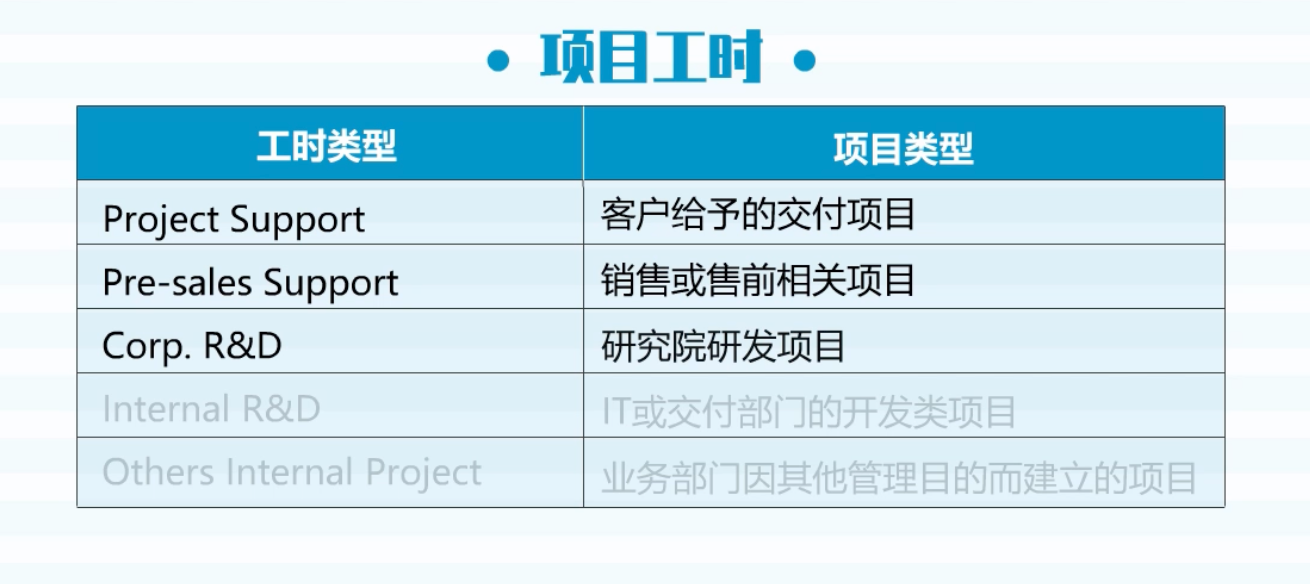 • 项目工时 •
工时类型 项目类型
Project Support 客户给予的交付项目
Pre-sales Support 销售或售前相关项目
Corp. R&D 研究院研发项目
Internal R&D IT或交付部门的开发类项目
Others Internal Project 业务部门因其他管理目的而建立的项目